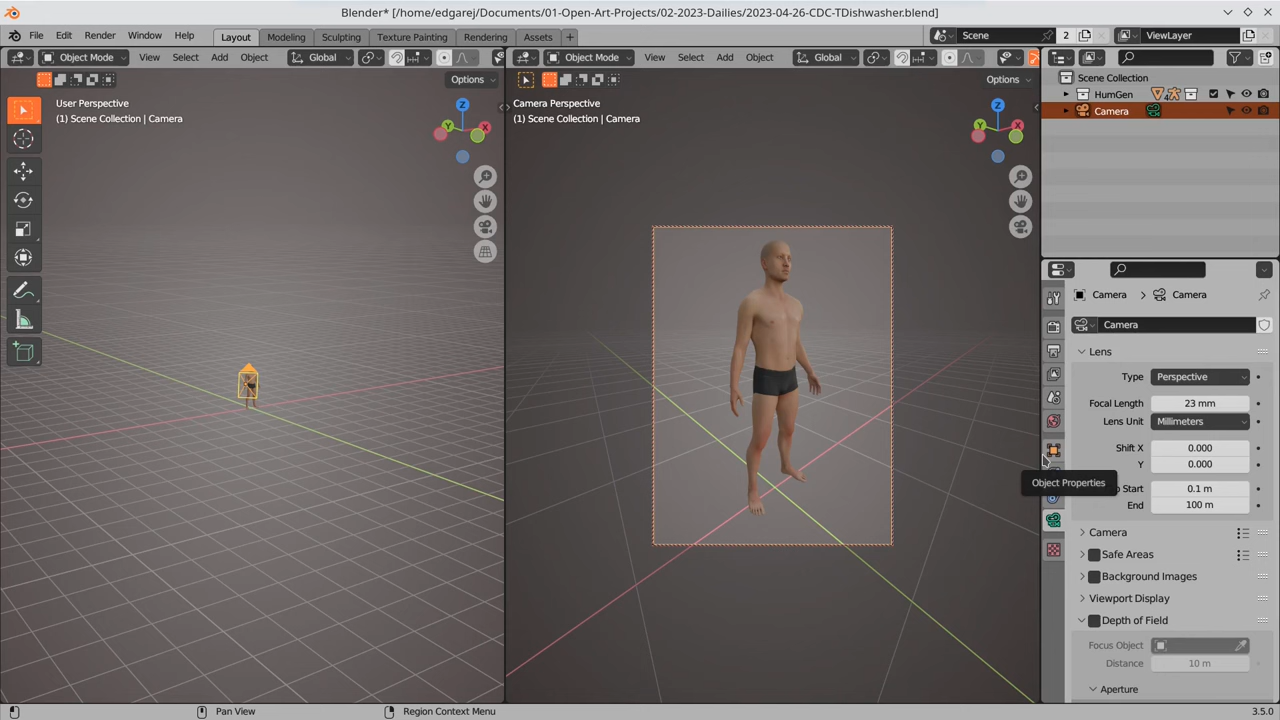 Blender* [/home/edgarej/Documents/01-Open-Art-Projects/02-2023-Dailies/2023-04-26-CDC-TDishwasher.blend]
File Edit Render Window Help Layout Modeling Sculpting Texture Painting Rendering Assets + Scene 2 ViewLayer
Object Mode View Select Add Object Global
Object Mode View Select Add Object Global
Options
Options
User Perspective
(1) Scene Collection | Camera
Z
Y
X
Camera Perspective
(1) Scene Collection | Camera
Z
Y
X
Scene Collection
HumGen 4
Camera
Camera Camera
Camera
Lens
Type Perspective
Focal Length 23 mm
Lens Unit Millimeters
Shift X 0.000
Y 0.000
Object Properties
Start 0.1 m
End 100 m
Camera
Safe Areas
Background Images
Viewport Display
Depth of Field
Focus Object
Distance 10 m
Aperture
Pan View
Region Context Menu
3.5.0